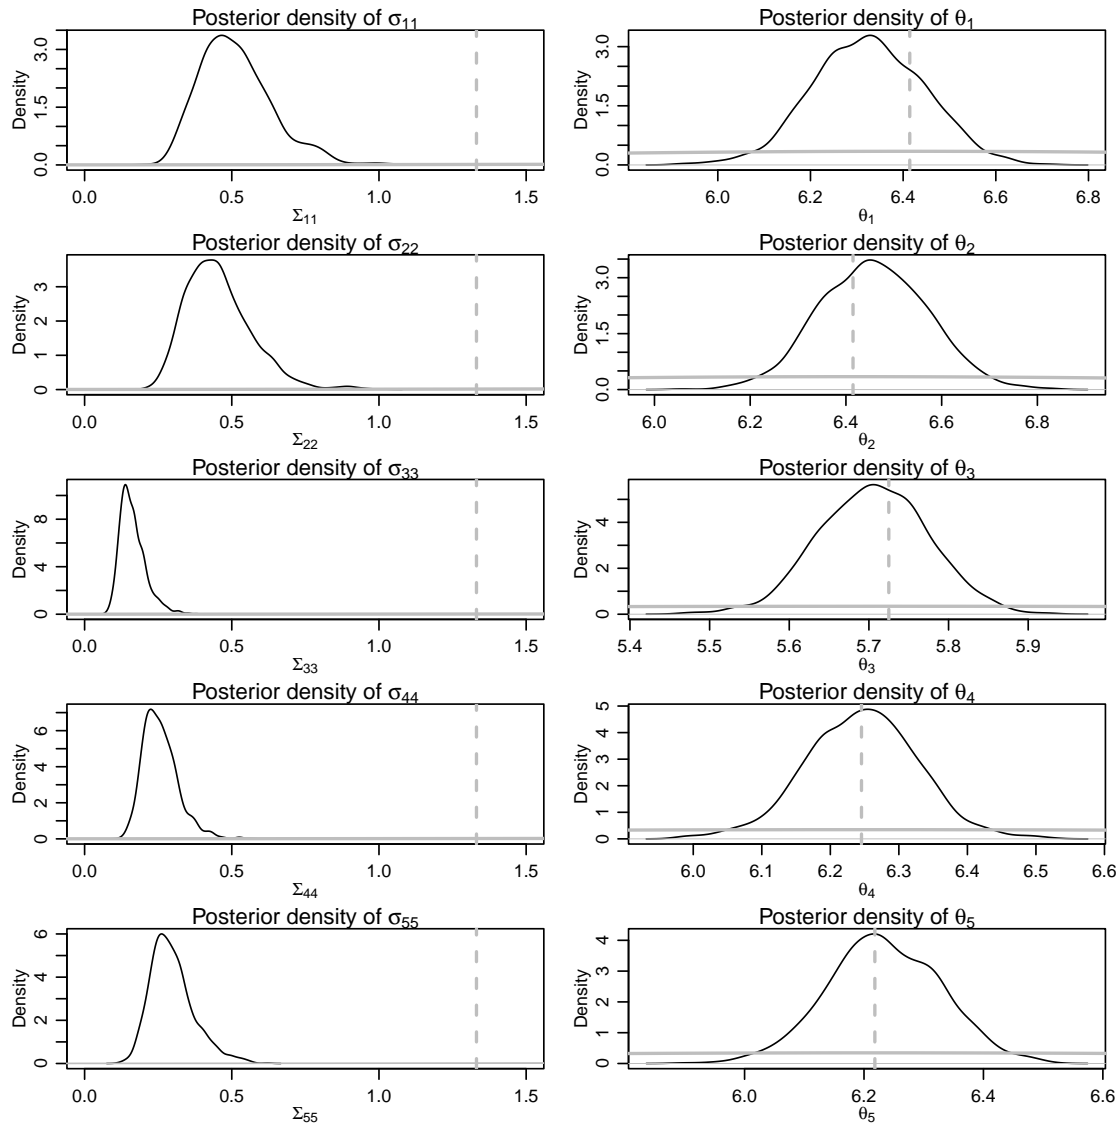 Posterior density of σ11
Density
0.0 1.5 3.0
0.0 0.5 1.0 1.5
Σ11
Posterior density of θ1
Density
0.0 1.5 3.0
6.0 6.2 6.4 6.6 6.8
θ1
Posterior density of σ22
Density
0 1 2 3
0.0 0.5 1.0 1.5
Σ22
Posterior density of θ2
Density
0.0 1.5 3.0
6.0 6.2 6.4 6.6 6.8
θ2
Posterior density of σ33
Density
0 4 8
0.0 0.5 1.0 1.5
Σ33
Posterior density of θ3
Density
0 2 4
5.4 5.5 5.6 5.7 5.8 5.9
θ3
Posterior density of σ44
Density
0 2 4 6
0.0 0.5 1.0 1.5
Σ44
Posterior density of θ4
Density
0 1 2 3 4 5
6.0 6.1 6.2 6.3 6.4 6.5 6.6
θ4
Posterior density of σ55
Density
0 2 4 6
0.0 0.5 1.0 1.5
Σ55
Posterior density of θ5
Density
0 1 2 3 4
6.0 6.2 6.4 6.6
θ5